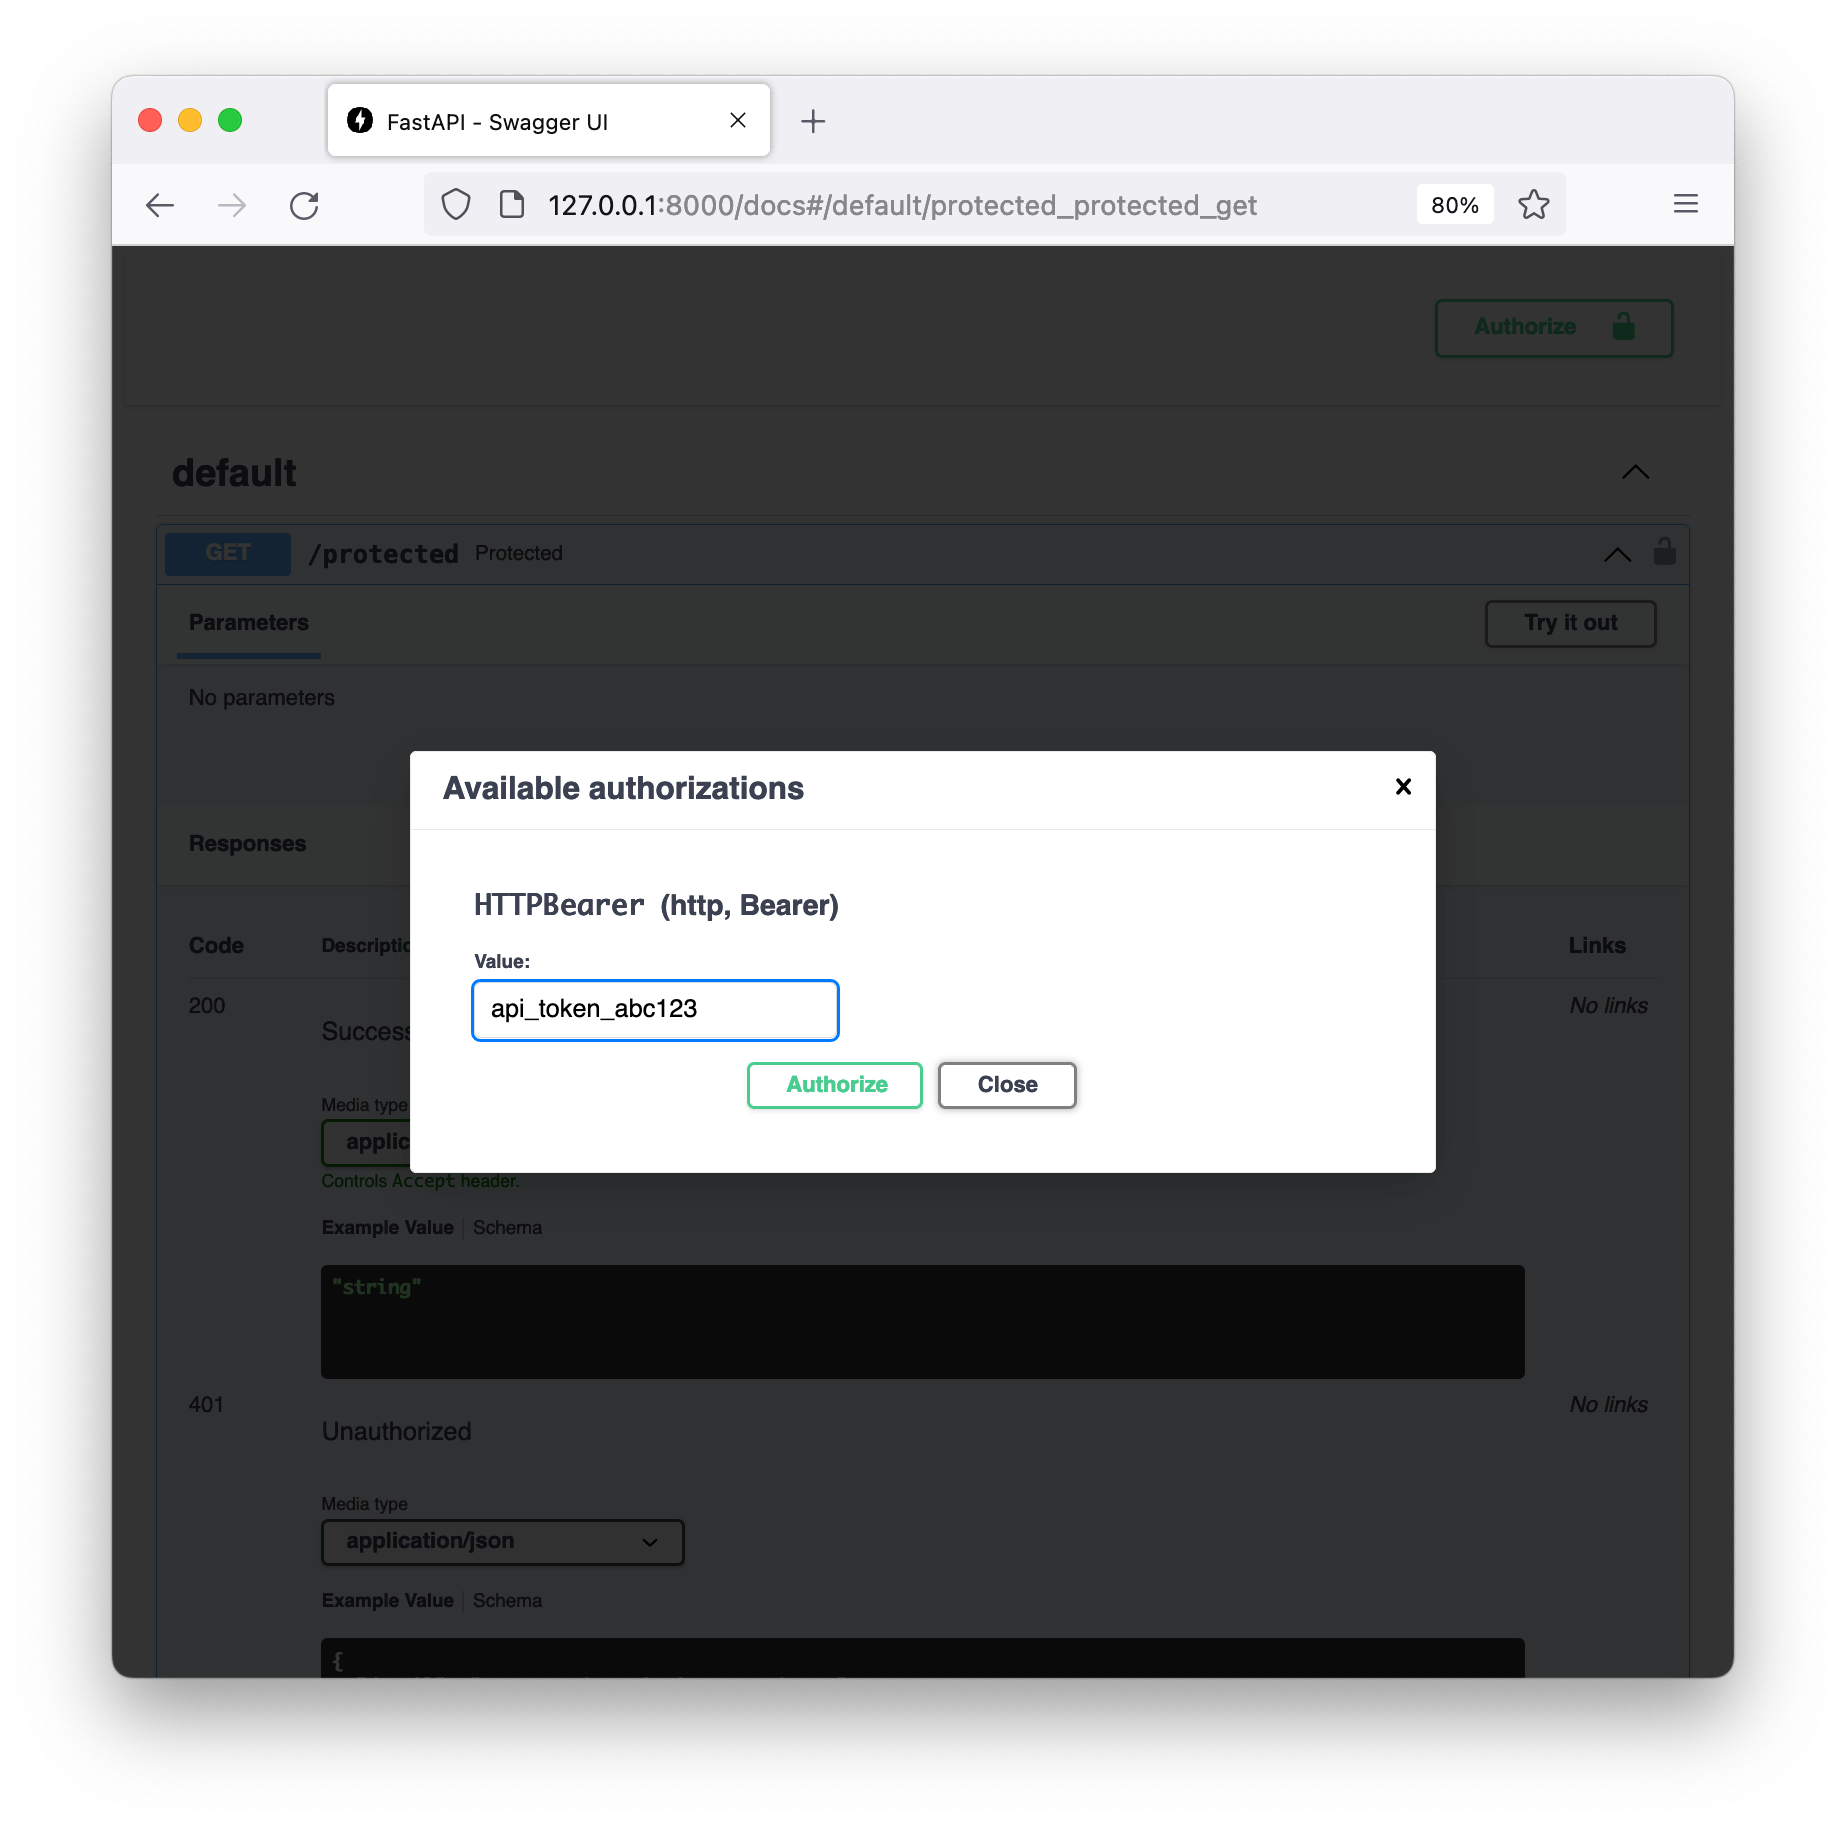 FastAPI - Swagger UI
127.0.0.1:8000/docs#/default/protected_protected_get 80%
Authorize
default
GET /protected Protected
Parameters Try it out
No parameters
Available authorizations
Responses
HTTPBearer (http, Bearer)
Code Links
Value:
200 api_token_abc123 No links
Authorize Close
Media type
Controls Accept header.
Example Value Schema
"string"
401 No links
Unauthorized
Media type
application/json
Example Value Schema
{